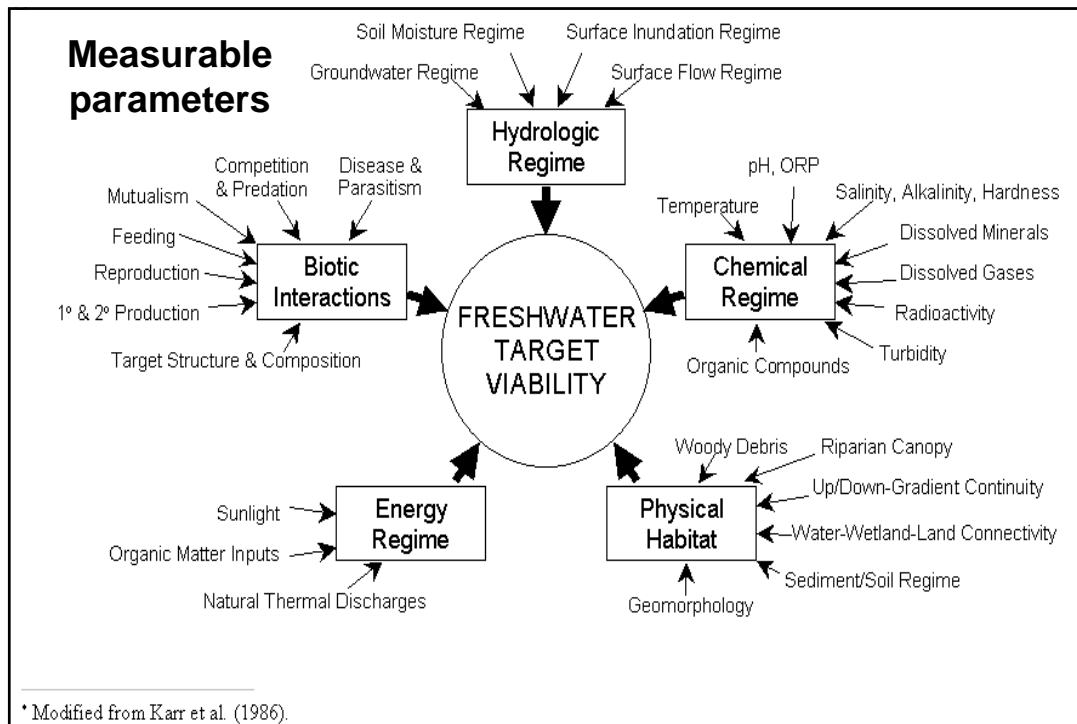 Measurable
parameters
Soil Moisture Regime
Surface Inundation Regime
Groundwater Regime
Surface Flow Regime
Hydrologic
Regime
Competition
& Predation
Disease &
Parasitism
Mutualism
Feeding
Reproduction
1º & 2º Production
Target Structure & Composition
Biotic
Interactions
pH, ORP
Salinity, Alkalinity, Hardness
Temperature
Dissolved Minerals
Dissolved Gases
Radioactivity
Turbidity
Organic Compounds
Chemical
Regime
FRESHWATER
TARGET
VIABILITY
Sunlight
Organic Matter Inputs
Natural Thermal Discharges
Energy
Regime
Woody Debris
Riparian Canopy
Up/Down-Gradient Continuity
Water-Wetland-Land Connectivity
Sediment/Soil Regime
Geomorphology
Physical
Habitat
* Modified from Karr et al. (1986).